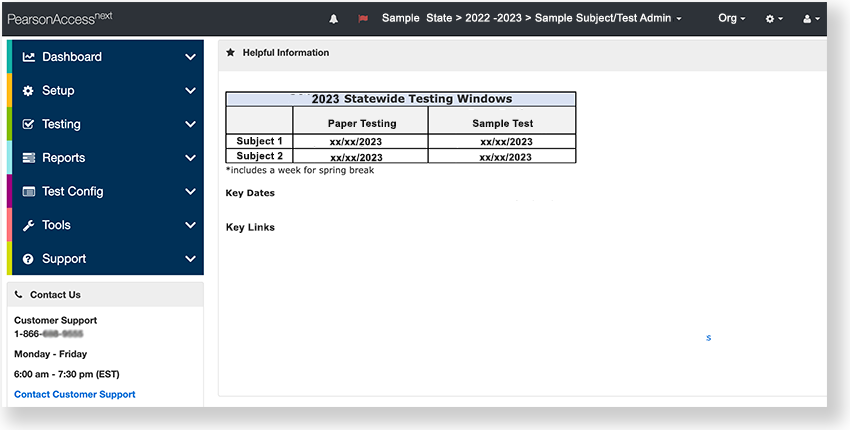 PearsonAccessnext
Sample State > 2022 -2023 > Sample Subject/Test Admin
Org
Dashboard
Setup
Testing
Reports
Test Config
Tools
Support
Contact Us
Customer Support
1-866-
Monday - Friday
6:00 am - 7:30 pm (EST)
Contact Customer Support
Helpful Information
2023 Statewide Testing Windows
Paper Testing Sample Test
Subject 1 xx/xx/2023 xx/xx/2023
Subject 2 xx/xx/2023 xx/xx/2023
*includes a week for spring break
Key Dates
Key Links
s